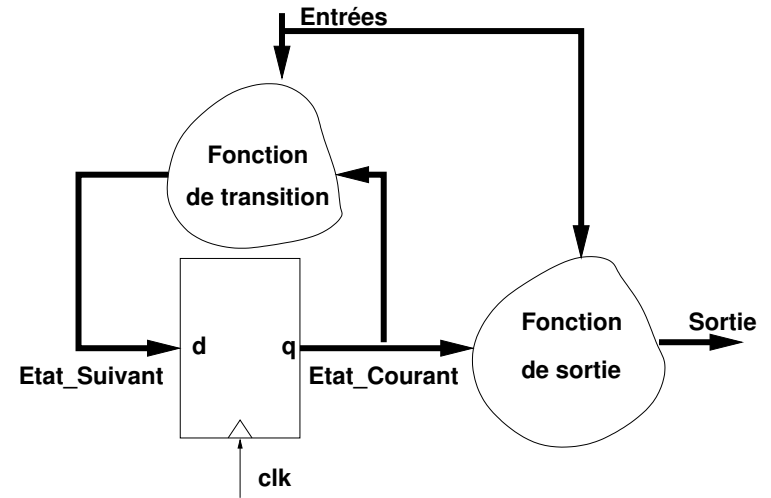 Entrées
Fonction
de transition
d
q
Etat_Suivant
Etat_Courant
Fonction
de sortie
Sortie
clk